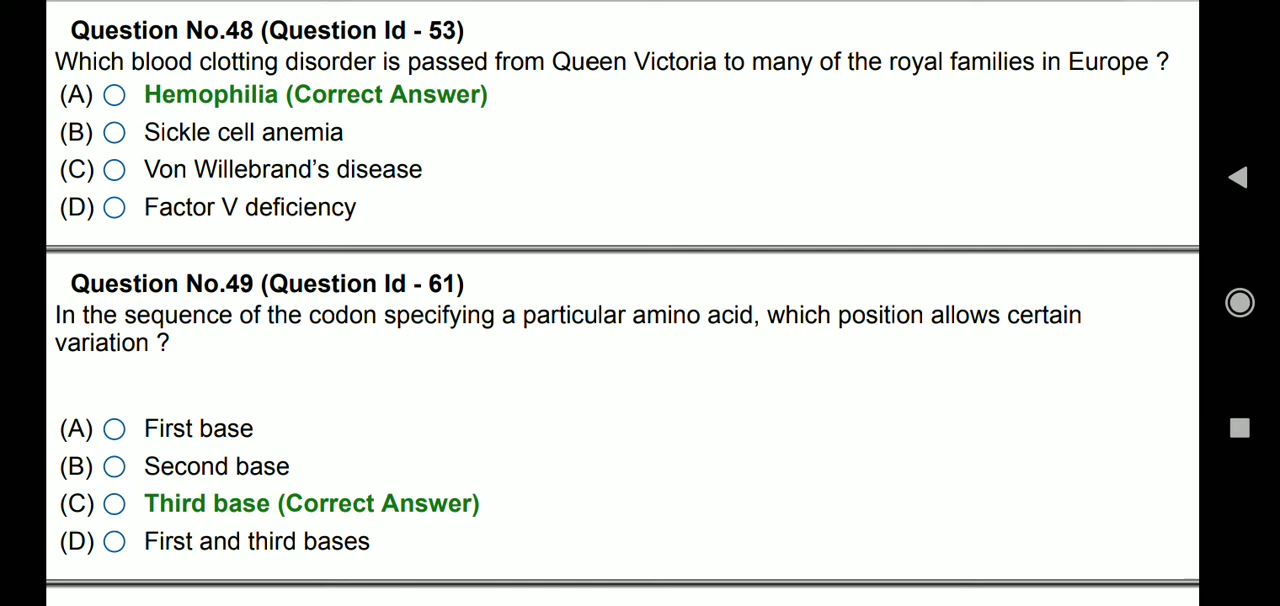 Question No.48 (Question Id - 53)
Which blood clotting disorder is passed from Queen Victoria to many of the royal families in Europe ?
(A) Hemophilia (Correct Answer)
(B) Sickle cell anemia
(C) Von Willebrand’s disease
(D) Factor V deficiency
Question No.49 (Question Id - 61)
In the sequence of the codon specifying a particular amino acid, which position allows certain
variation ?
(A) First base
(B) Second base
(C) Third base (Correct Answer)
(D) First and third bases